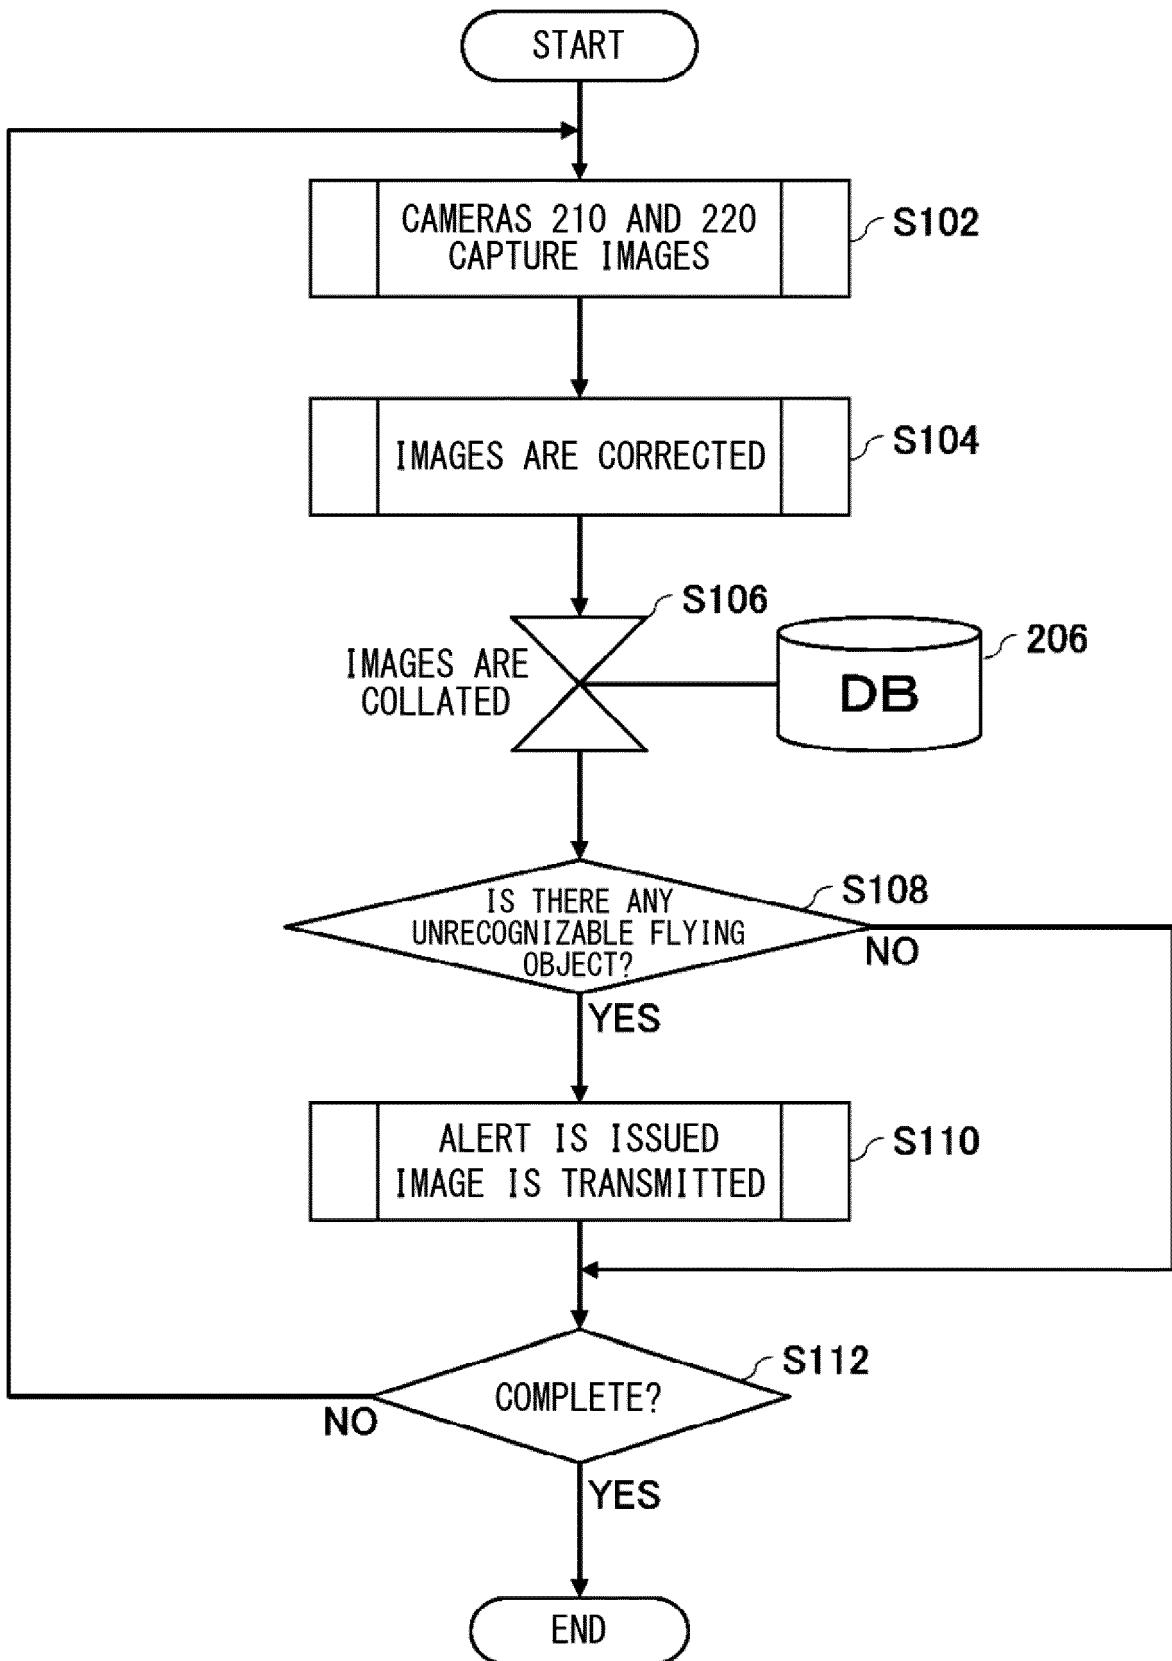 START
CAMERAS 210 AND 220
CAPTURE IMAGES
S102
IMAGES ARE CORRECTED
S104
S106
IMAGES ARE
COLLATED
206
DB
S108
IS THERE ANY
UNRECOGNIZABLE FLYING
OBJECT?
NO
YES
ALERT IS ISSUED
IMAGE IS TRANSMITTED
S110
S112
COMPLETE?
NO
YES
END